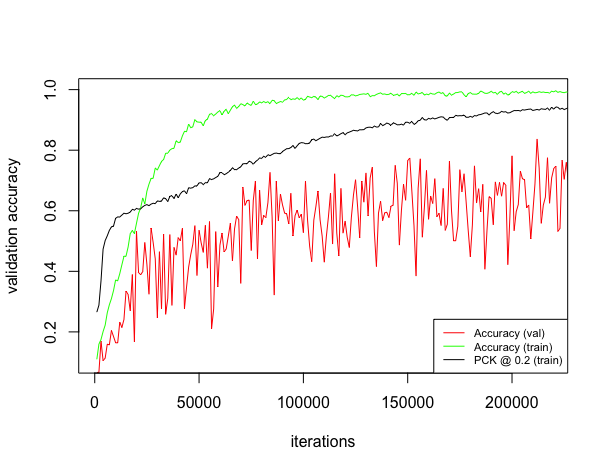 validation accuracy
1.0
0.8
0.6
0.4
0.2
Accuracy (val)
Accuracy (train)
PCK @ 0.2 (train)
0 50000 100000 150000 200000
iterations